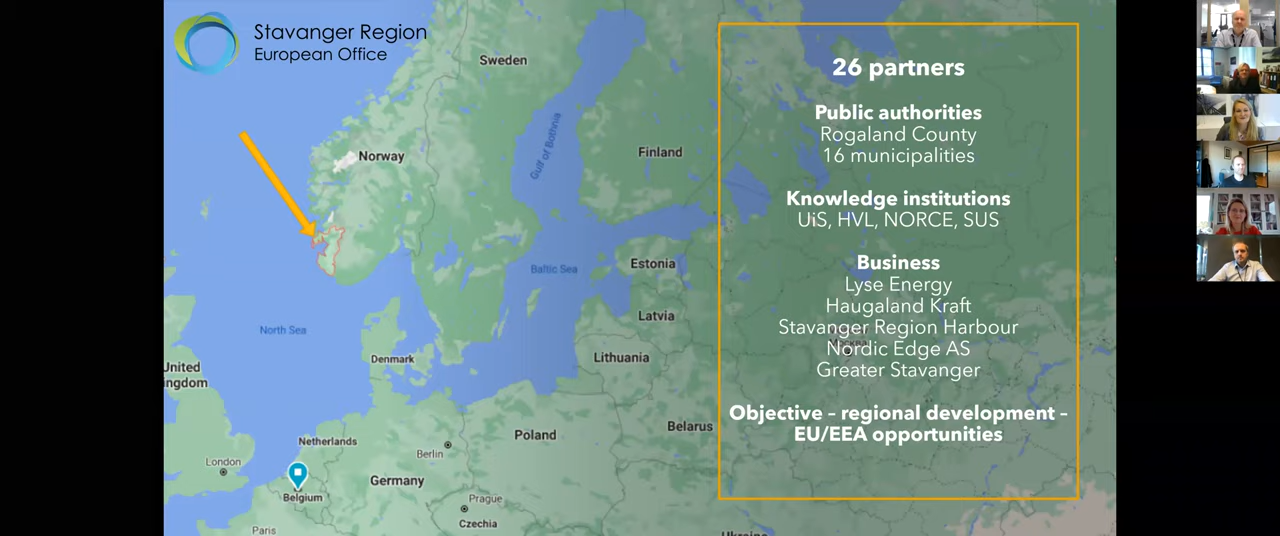 Stavanger Region
European Office
26 partners
Public authorities
Rogaland County
16 municipalities
Knowledge institutions
UiS, HVL, NORCE, SUS
Business
Lyse Energy
Haugaland Kraft
Stavanger Region Harbour
Nordic Edge AS
Greater Stavanger
Objective – regional development –
EU/EEA opportunities
Sweden
Norway
Finland
Gulf of Bothnia
Estonia
Baltic Sea
Latvia
North Sea
Denmark
Lithuania
United
ngdom
Belarus
Netherlands
Poland
Berlin
London
Germany
Belgium
Prague
Czechia
Paris
Ukraine